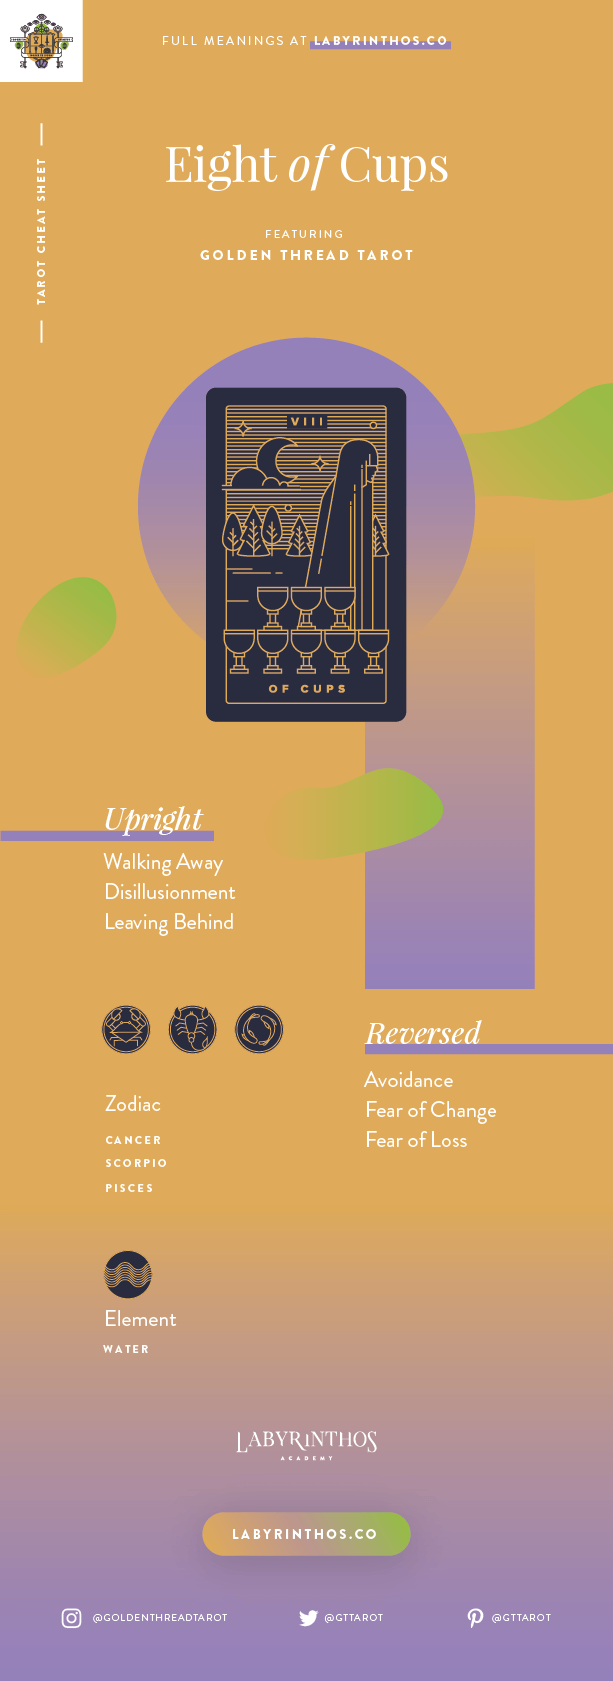 FULL MEANINGS AT LABYRINTHOS.CO
TAROT CHEAT SHEET
Eight of Cups
FEATURING
GOLDEN THREAD TAROT
VIII
OF CUPS
Upright
Walking Away
Disillusionment
Leaving Behind
Reversed
Avoidance
Fear of Change
Fear of Loss
Zodiac
CANCER
SCORPIO
PISCES
Element
WATER
LABYRINTHOS
ACADEMY
LABYRINTHOS.CO
@GOLDENTHREADTAROT
@GTTAROT
@GTTAROT